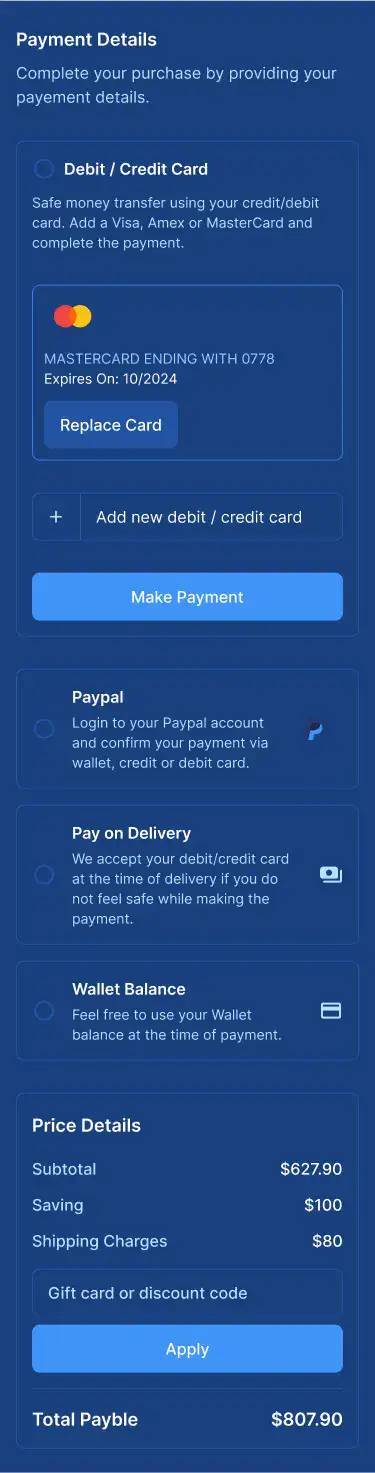 Payment Details
Complete your purchase by providing your
payement details.
Debit / Credit Card
Safe money transfer using your credit/debit
card. Add a Visa, Amex or MasterCard and
complete the payment.
MASTERCARD ENDING WITH 0778
Expires On: 10/2024
Replace Card
+ Add new debit / credit card
Make Payment
Paypal
Login to your Paypal account
and confirm your payment via
wallet, credit or debit card.
Pay on Delivery
We accept your debit/credit card
at the time of delivery if you do
not feel safe while making the
payment.
Wallet Balance
Feel free to use your Wallet
balance at the time of payment.
Price Details
Subtotal $627.90
Saving $100
Shipping Charges $80
Gift card or discount code
Apply
Total Payble $807.90